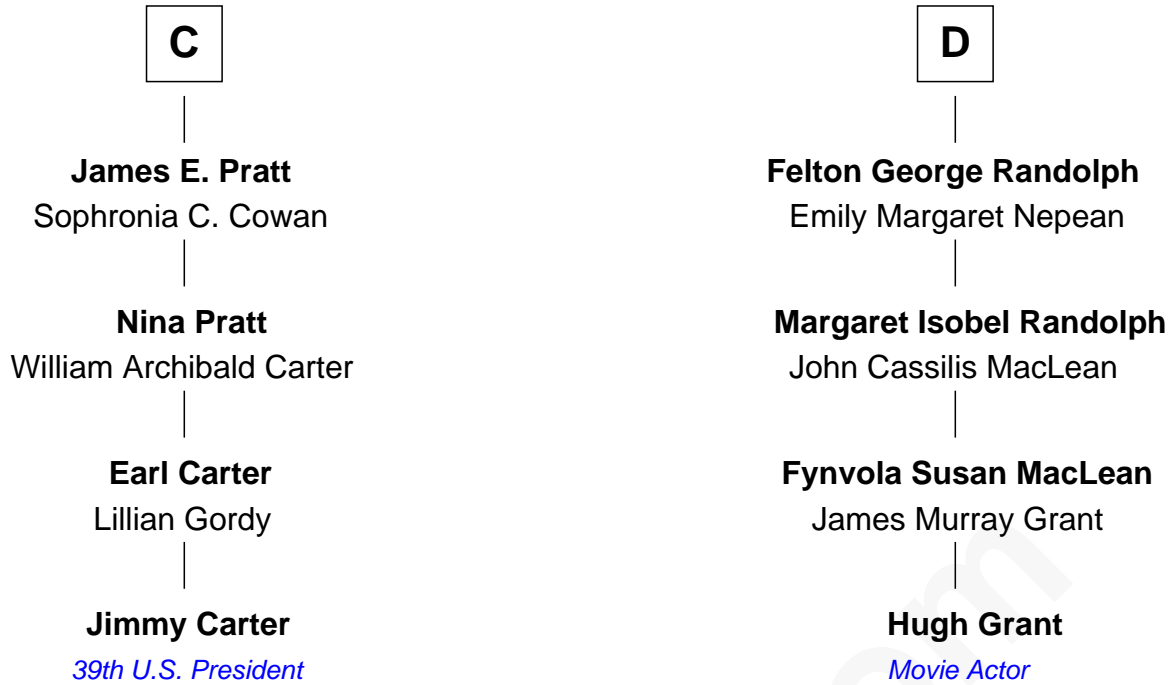 C
James E. Pratt
Sophronia C. Cowan
Nina Pratt
William Archibald Carter
Earl Carter
Lillian Gordy
Jimmy Carter
39th U.S. President
D
Felton George Randolph
Emily Margaret Nepean
Margaret Isobel Randolph
John Cassilis MacLean
Fynvola Susan MacLean
James Murray Grant
Hugh Grant
Movie Actor